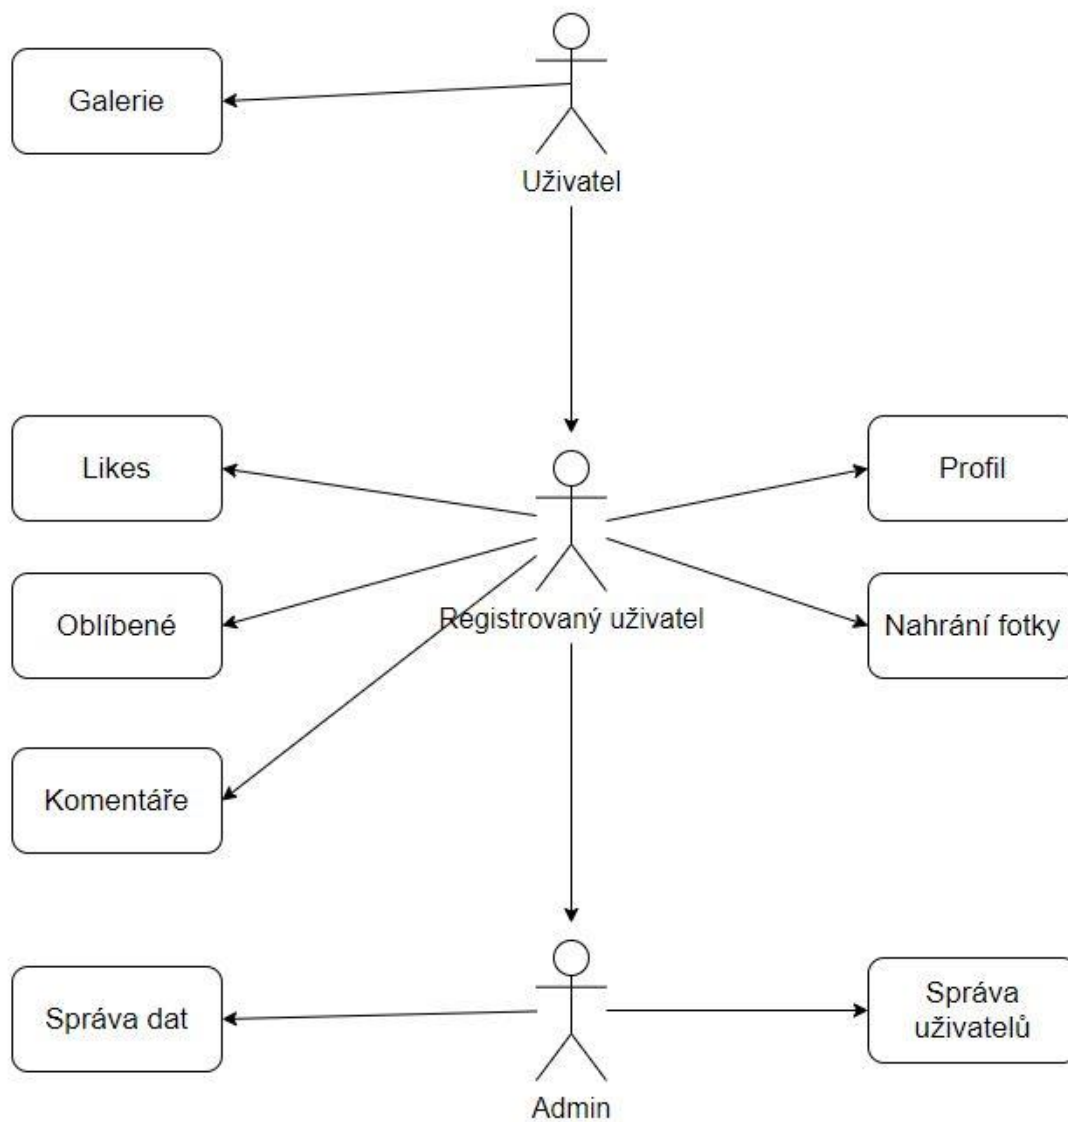 Galerie
Uživatel
Likes
Profil
Oblíbené
Registrovaný uživatel
Nahrání fotky
Komentáře
Správa dat
Správa
uživatelů
Admin